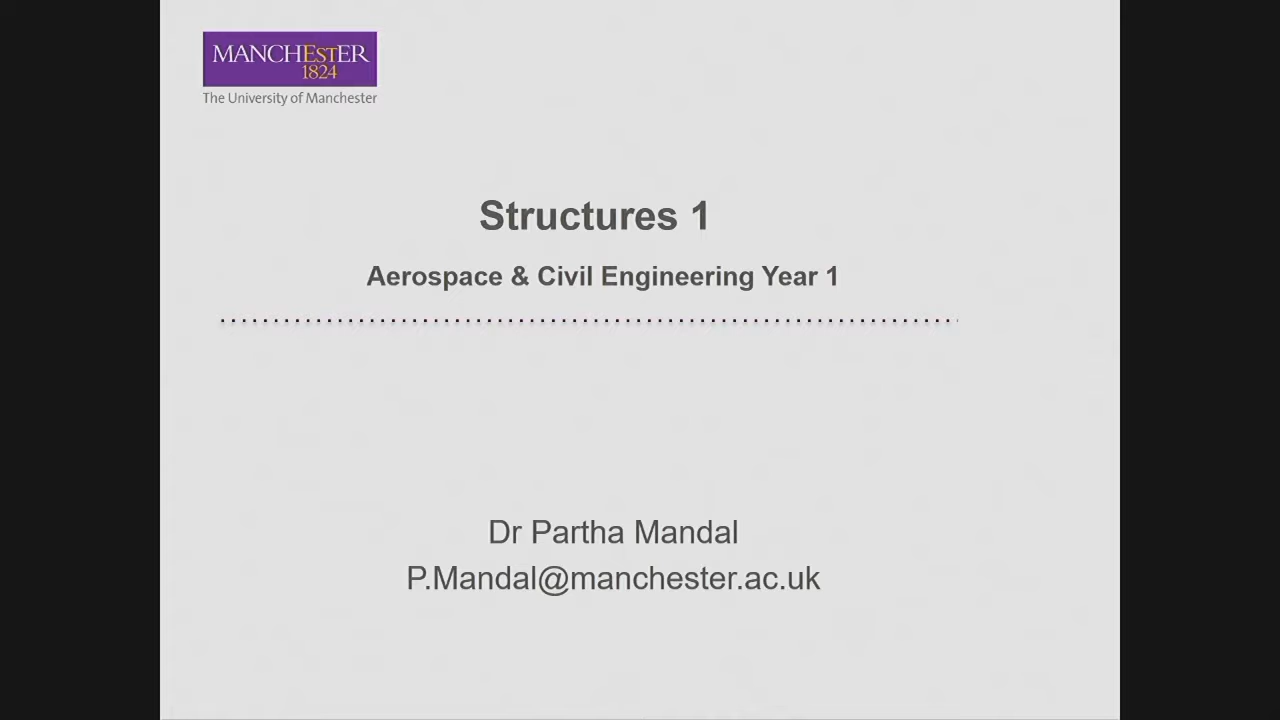 MANCHEsTER
1824
The University of Manchester
Structures 1
Aerospace & Civil Engineering Year 1
Dr Partha Mandal
P.Mandal@manchester.ac.uk